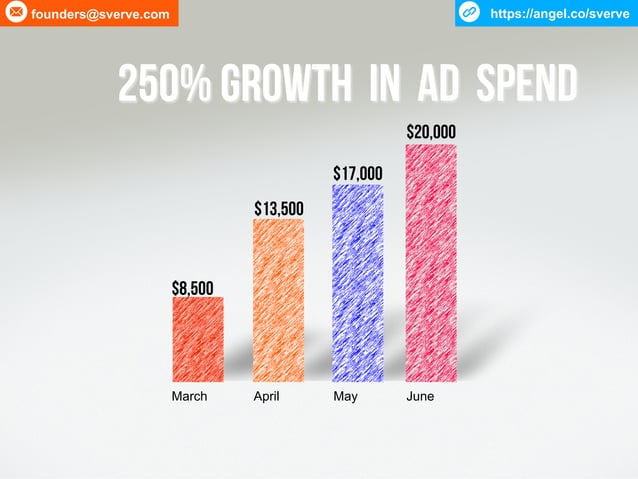 founders@sverve.com
https://angel.co/sverve
250% GROWTH IN AD SPEND
$20,000
$17,000
$13,500
$8,500
March April May June